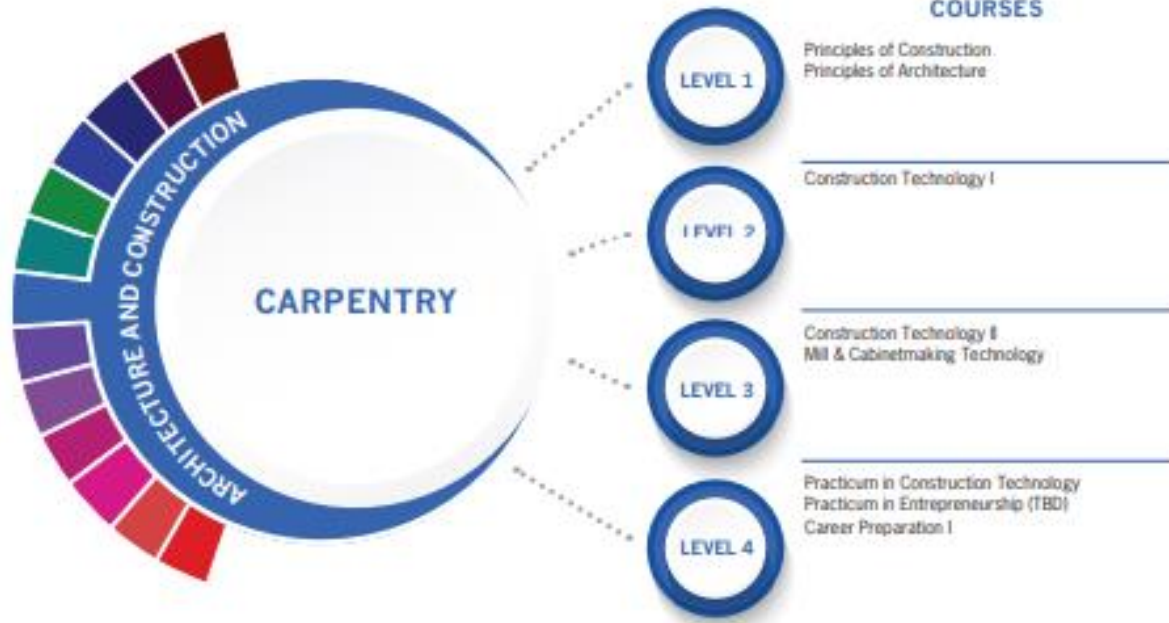 COURSES
ARCHITECTURE AND CONSTRUCTION
CARPENTRY
LEVEL 1
Principles of Construction
Principles of Architecture
LEVEL 2
Construction Technology I
LEVEL 3
Construction Technology II
Mill & Cabinetmaking Technology
LEVEL 4
Practicum in Construction Technology
Practicum in Entrepreneurship (TBD)
Career Preparation I